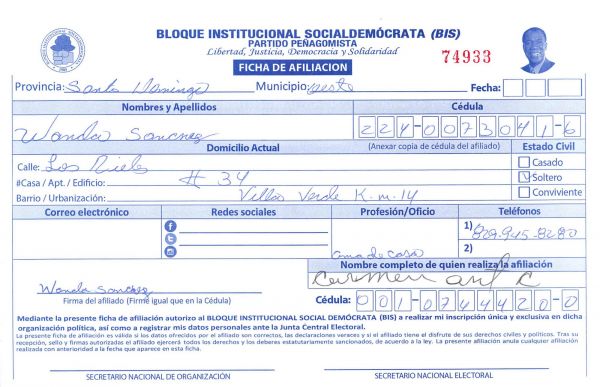 BLOQUE INSTITUCIONAL SOCIALDEMÓCRATA (BIS)
PARTIDO PEÑAGOMISTA
Libertad, Justicia, Democracia y Solidaridad
FICHA DE AFILIACION
74933
Provincia: Santo Domingo Municipio: oeste Fecha:
Nombres y Apellidos Cédula
Wanda Sanchez 224-0073041-6
Domicilio Actual (Anexar copia de cédula del afiliado) Estado Civil
Calle: Los Rieles Casado
#Casa / Apt. / Edificio: # 34 Soltero
Barrio / Urbanización: Villas Verde K.m.14 Conviviente
Correo electrónico Redes sociales Profesión/Oficio Teléfonos
1) 829-945-8280
ama de casa 2)
Nombre completo de quien realiza la afiliación
Carmen
Wanda Sanchez
Firma del afiliado (Firme igual que en la Cédula) Cédula: 001-0744420-0
Mediante la presente ficha de afiliación autorizo al BLOQUE INSTITUCIONAL SOCIAL DEMÓCRATA (BIS) a realizar mi inscripción única y exclusiva en dicha
organización política, así como a registrar mis datos personales ante la Junta Central Electoral.
La presente ficha de afiliación es válida si los datos ofrecidos por el afiliado son correctos, las declaraciones veraces y si el afiliado tiene el disfrute de sus derechos civiles y políticos. Tras su
recepción, sello y firmas autorizadas el afiliado ejercerá todos los derechos y los deberes estatutariamente sancionados, de acuerdo a la ley. La presente afiliación anula cualquier afiliación
realizada con anterioridad a la fecha que aparece en esta ficha.
SECRETARIO NACIONAL DE ORGANIZACIÓN SECRETARIO NACIONAL ELECTORAL